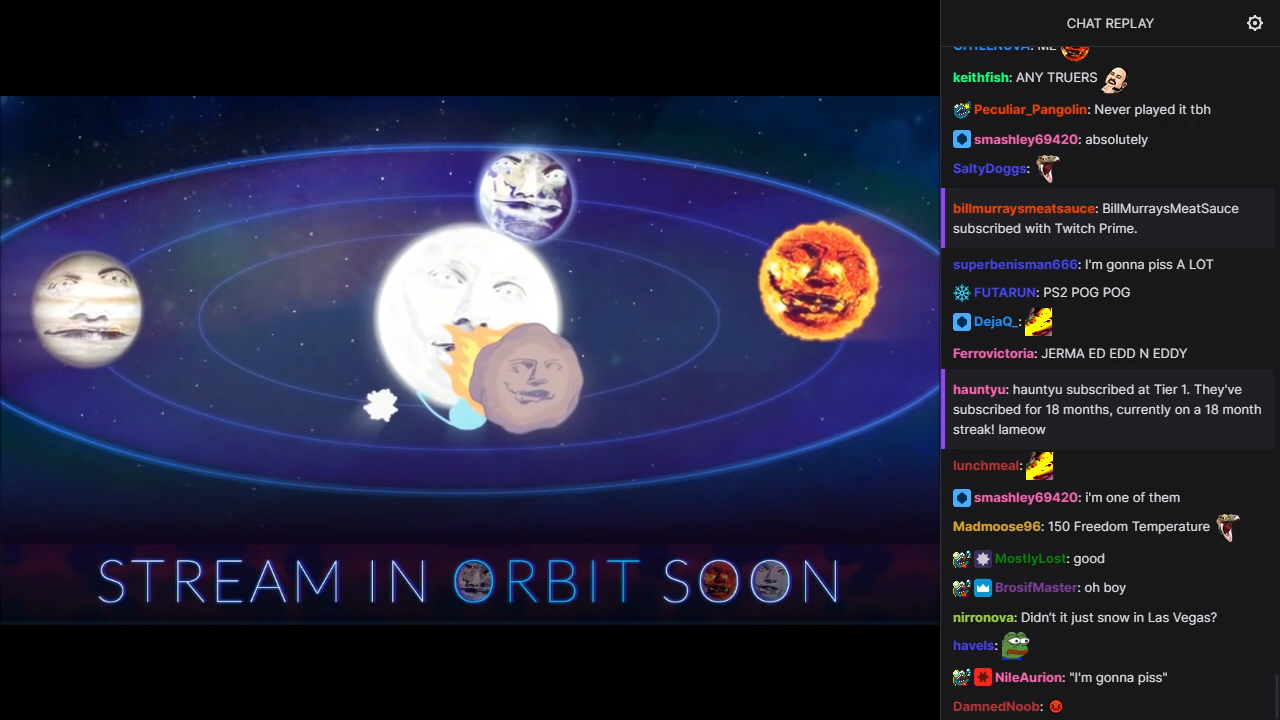 STREAM IN ORBIT SOON
CHAT REPLAY
keithfish: ANY TRUERS
Peculiar_Pangolin: Never played it tbh
smashley69420: absolutely
SaltyDoggs:
billmurraysmeatsauce: BillMurraysMeatSauce
subscribed with Twitch Prime.
superbenisman666: I'm gonna piss A LOT
FUTARUN: PS2 POG POG
DejaQ_:
Ferrovictoria: JERMA ED EDD N EDDY
hauntyu: hauntyu subscribed at Tier 1. They've
subscribed for 18 months, currently on a 18 month
streak! lameow
lunchmeal:
smashley69420: i'm one of them
Madmoose96: 150 Freedom Temperature
MostlyLost: good
BrosifMaster: oh boy
nirronova: Didn't it just snow in Las Vegas?
havels:
NileAurion: "I'm gonna piss"
DamnedNoob: